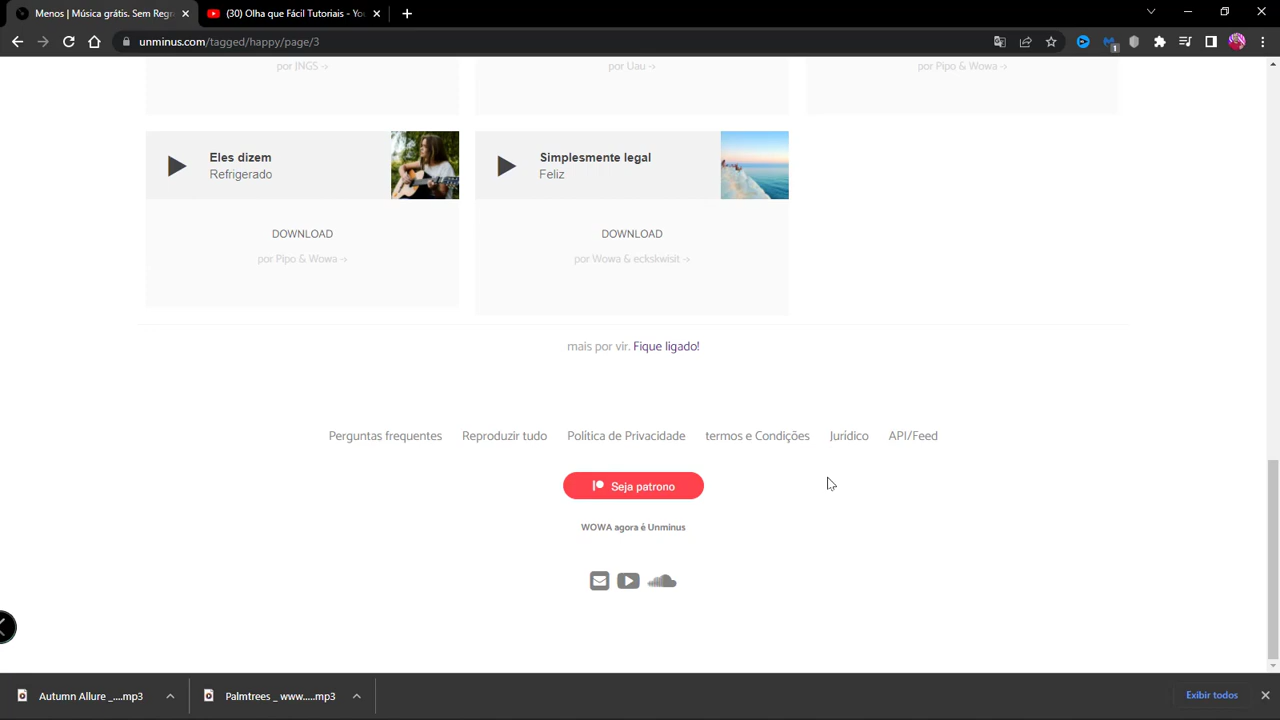 Menos | Música grátis. Sem Regr
(30) Olha que Fácil Tutoriais - Yo
unminus.com/tagged/happy/page/3
1
por JNGS ->
por Uau ->
por Pipo & Wowa ->
Eles dizem
Refrigerado
Simplesmente legal
Feliz
DOWNLOAD
DOWNLOAD
por Pipo & Wowa ->
por Wowa & eckskwisit ->
mais por vir. Fique ligado!
Perguntas frequentes Reproduzir tudo Política de Privacidade termos e Condições Jurídico API/Feed
Seja patrono
WOWA agora é Unminus
Autumn Allure _....mp3
Palmtrees _ www.....mp3
Exibir todos